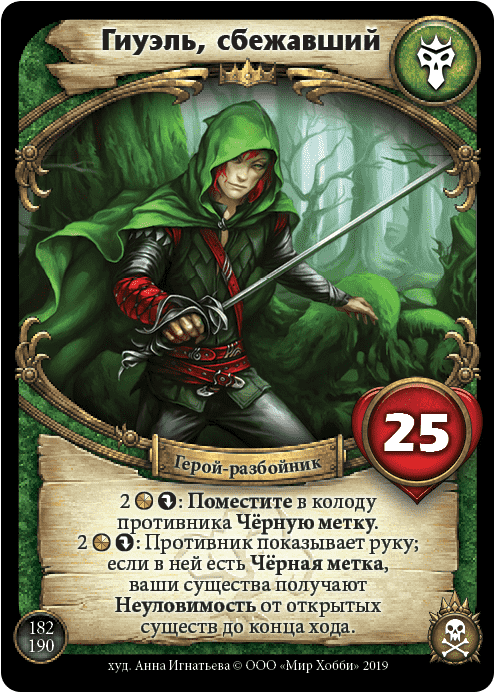 Гиуэль, сбежавший
25
Герой-разбойник
2 : Поместите в колоду
противника Чёрную метку.
2 : Противник показывает руку;
если в ней есть Чёрная метка,
ваши существа получают
Неуловимость от открытых
существ до конца хода.
182
190
худ. Анна Игнатьева © ООО «Мир Хобби» 2019